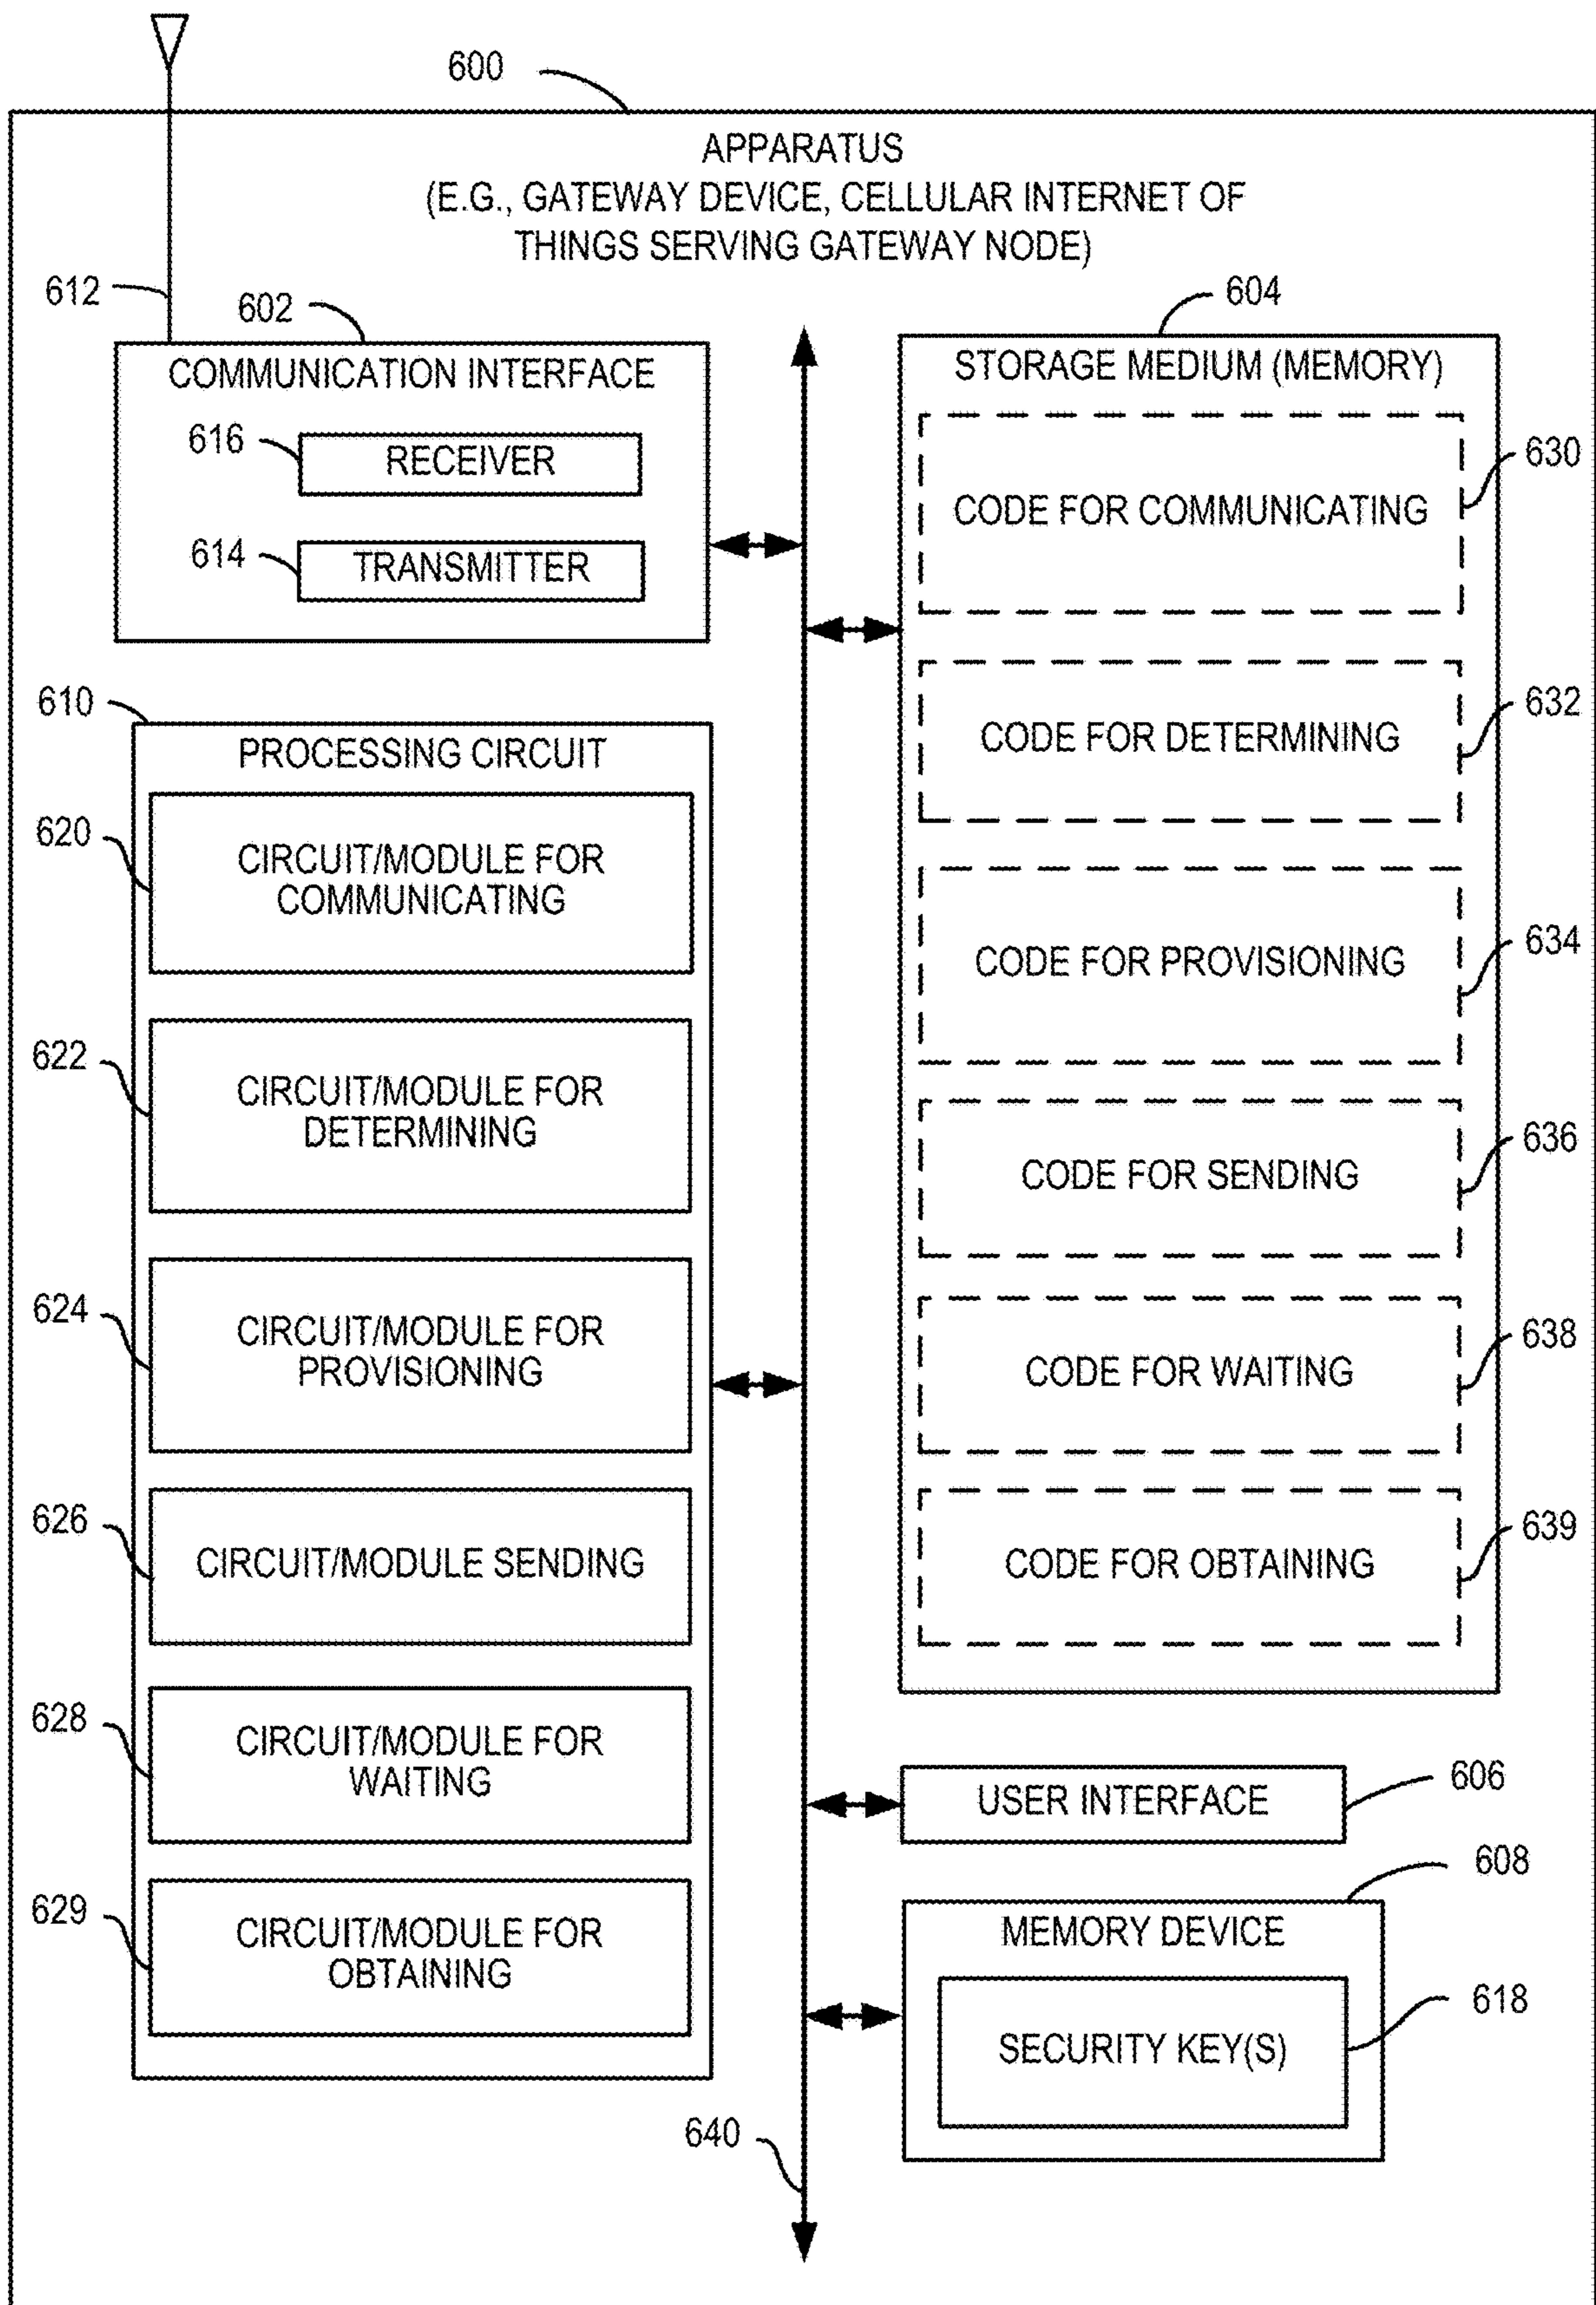 600
APPARATUS
(E.G., GATEWAY DEVICE, CELLULAR INTERNET OF
THINGS SERVING GATEWAY NODE)
612
602
COMMUNICATION INTERFACE
616
RECEIVER
614
TRANSMITTER
604
STORAGE MEDIUM (MEMORY)
630
CODE FOR COMMUNICATING
632
CODE FOR DETERMINING
634
CODE FOR PROVISIONING
636
CODE FOR SENDING
638
CODE FOR WAITING
639
CODE FOR OBTAINING
610
PROCESSING CIRCUIT
620
CIRCUIT/MODULE FOR
COMMUNICATING
622
CIRCUIT/MODULE FOR
DETERMINING
624
CIRCUIT/MODULE FOR
PROVISIONING
626
CIRCUIT/MODULE SENDING
628
CIRCUIT/MODULE FOR
WAITING
629
CIRCUIT/MODULE FOR
OBTAINING
606
USER INTERFACE
608
MEMORY DEVICE
618
SECURITY KEY(S)
640